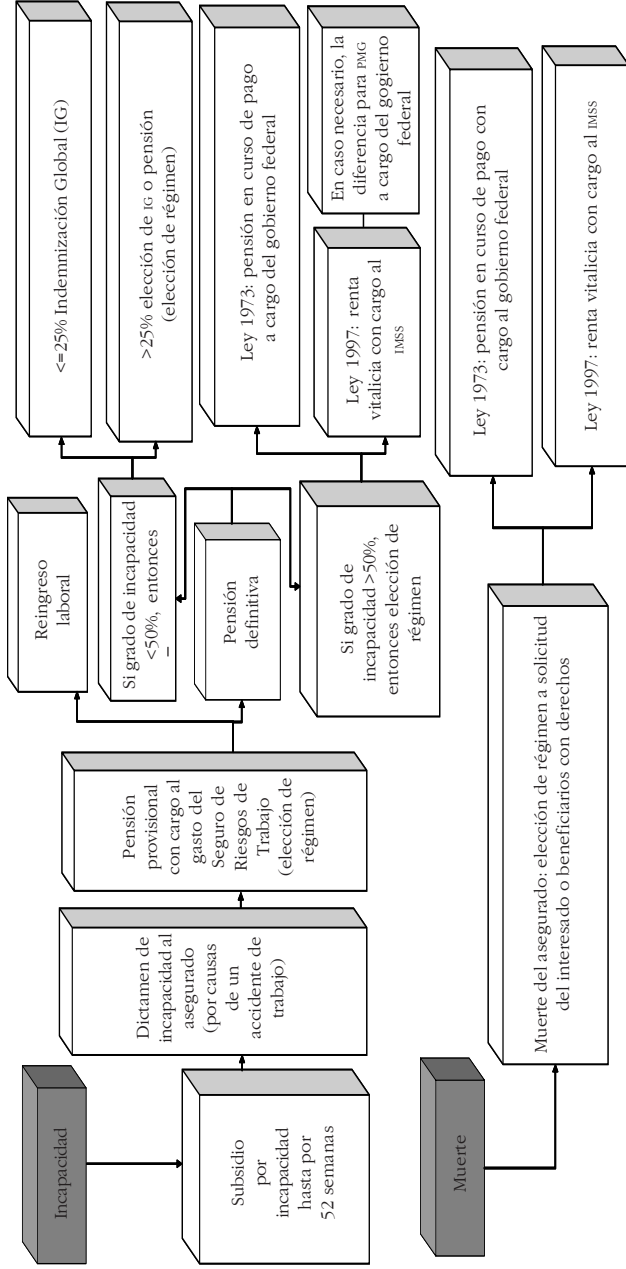 Incapacidad
Subsidio
por
incapacidad
hasta por
52 semanas
Dictamen de
incapacidad al
asegurado
(por causas
de un
accidente de
trabajo)
Pensión
provisional
con cargo al
gasto del
Seguro de
Riesgos de
Trabajo
(elección de
régimen)
Reingreso
laboral
Pensión
definitiva
Si grado de incapacidad
<50%, entonces
–
<=25% Indemnización Global (IG)
>25% elección de IG o pensión
(elección de régimen)
Si grado de
incapacidad >50%,
entonces elección de
régimen
Ley 1973: pensión en curso de pago
a cargo del gobierno federal
Ley 1997: renta
vitalicia con cargo al
IMSS
En caso necesario, la
diferencia para PMG
a cargo del gogierno
federal
Muerte
Muerte del asegurado: elección de régimen a solicitud
del interesado o beneficiarios con derechos
Ley 1973: pensión en curso de pago con
cargo al gobierno federal
Ley 1997: renta vitalicia con cargo al IMSS